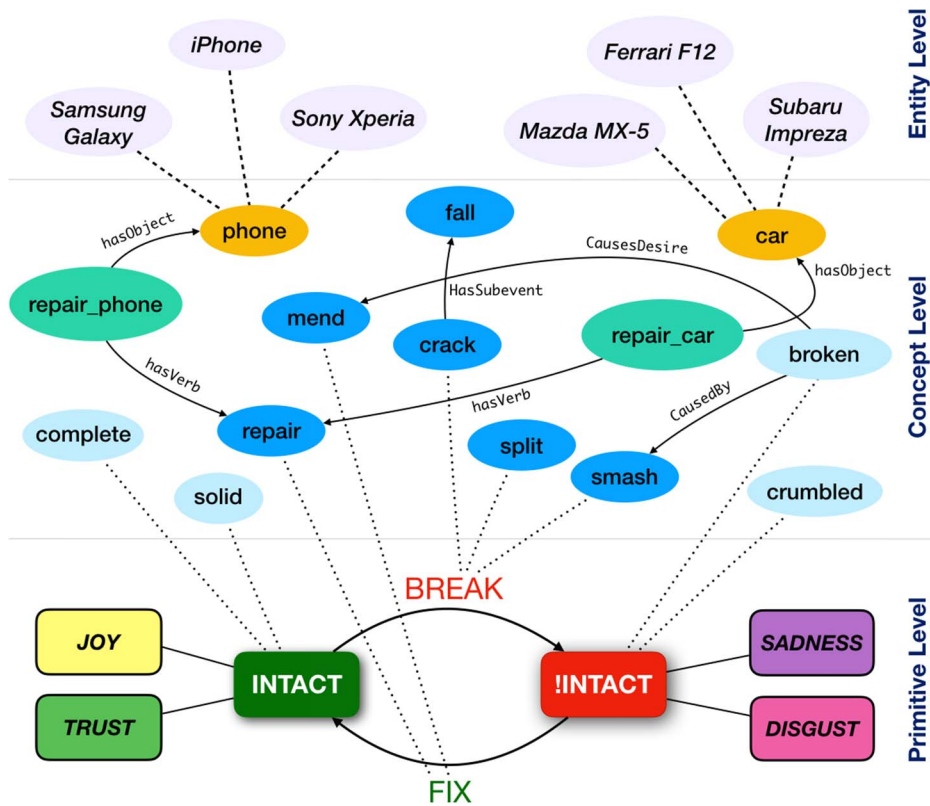 iPhone
Ferrari F12
Samsung
Galaxy
Sony Xperia
Mazda MX-5
Subaru
Impreza
Entity Level
hasObject
phone
fall
car
CausesDesire
hasObject
repair_phone
mend
HasSubevent
crack
repair_car
broken
hasVerb
hasVerb
CausedBy
complete
repair
split
smash
solid
crumbled
Concept Level
BREAK
JOY
TRUST
INTACT
!INTACT
SADNESS
DISGUST
FIX
Primitive Level